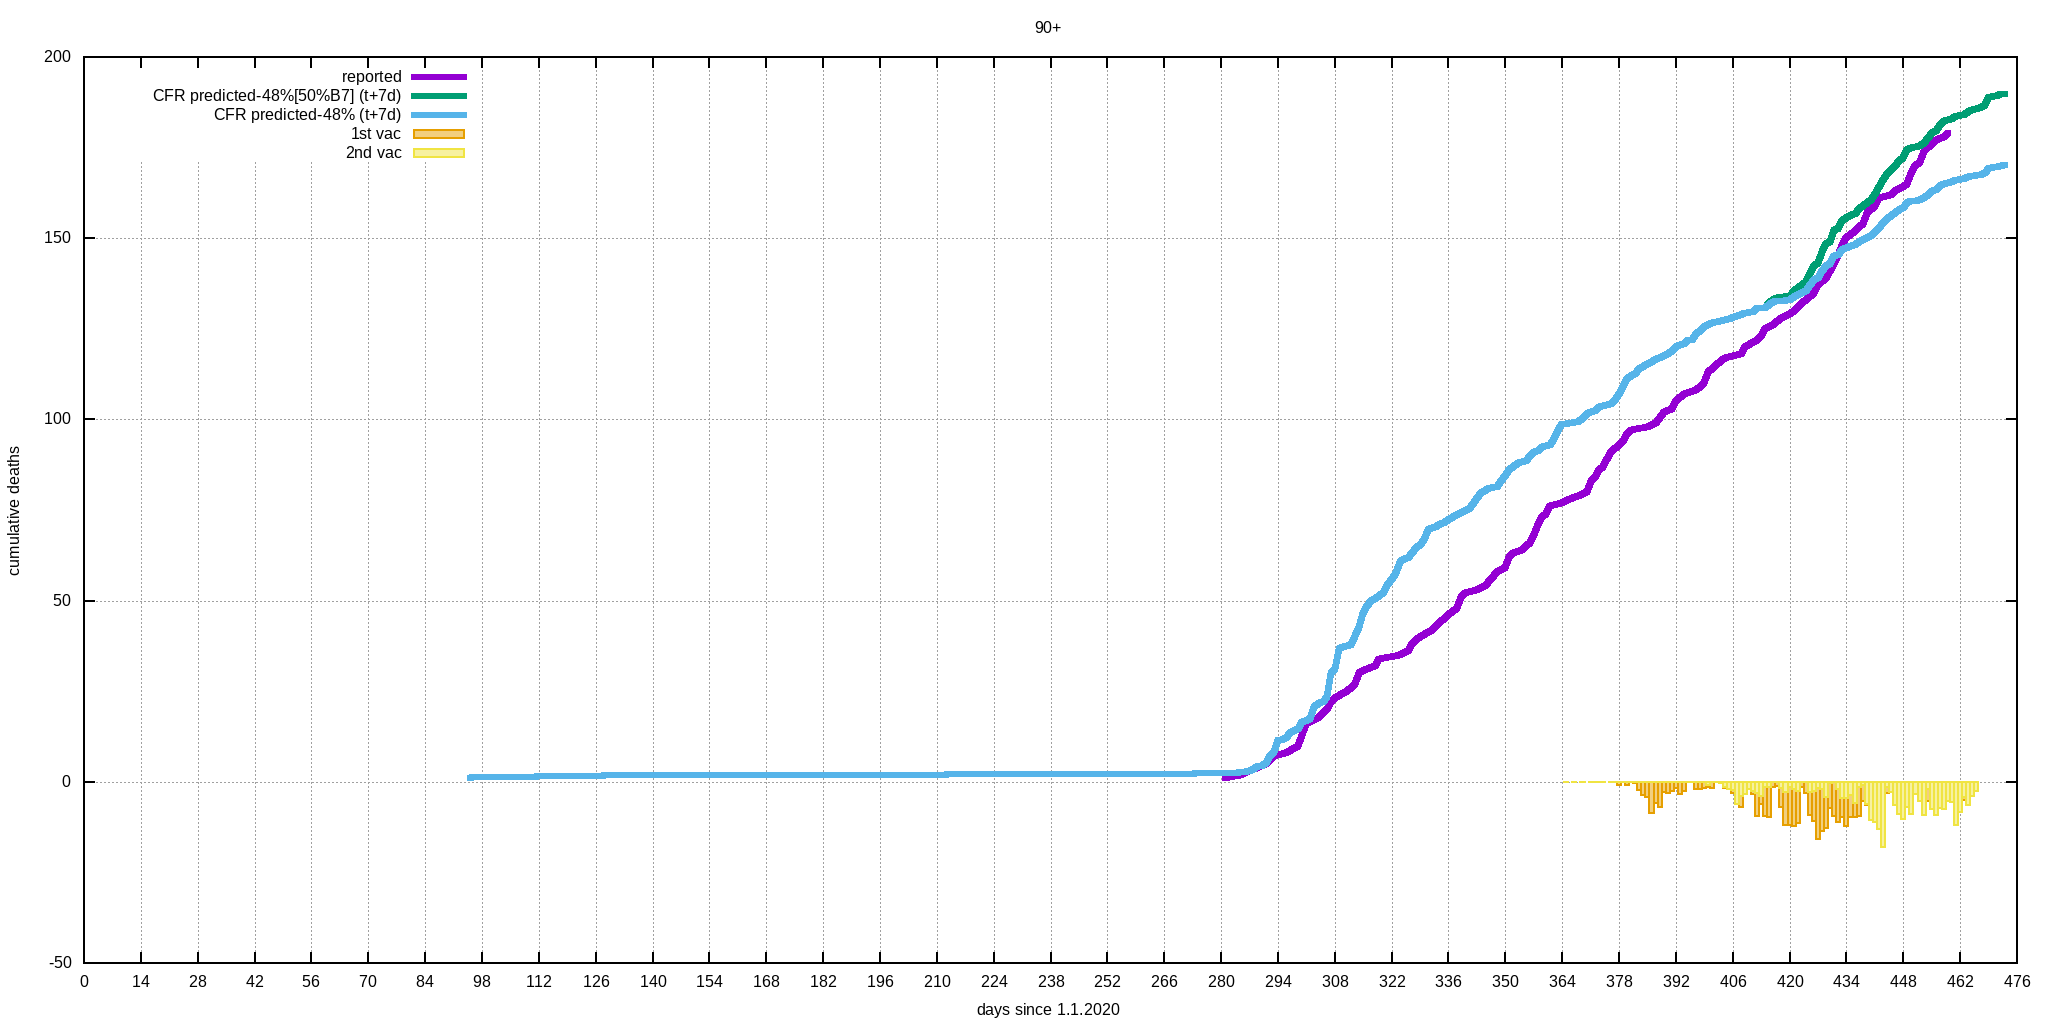 90+
200
150
100
50
0
-50
cumulative deaths
reported
CFR predicted-48%[50%B7] (t+7d)
CFR predicted-48% (t+7d)
1st vac
2nd vac
0 14 28 42 56 70 84 98 112 126 140 154 168 182 196 210 224 238 252 266 280 294 308 322 336 350 364 378 392 406 420 434 448 462 476
days since 1.1.2020